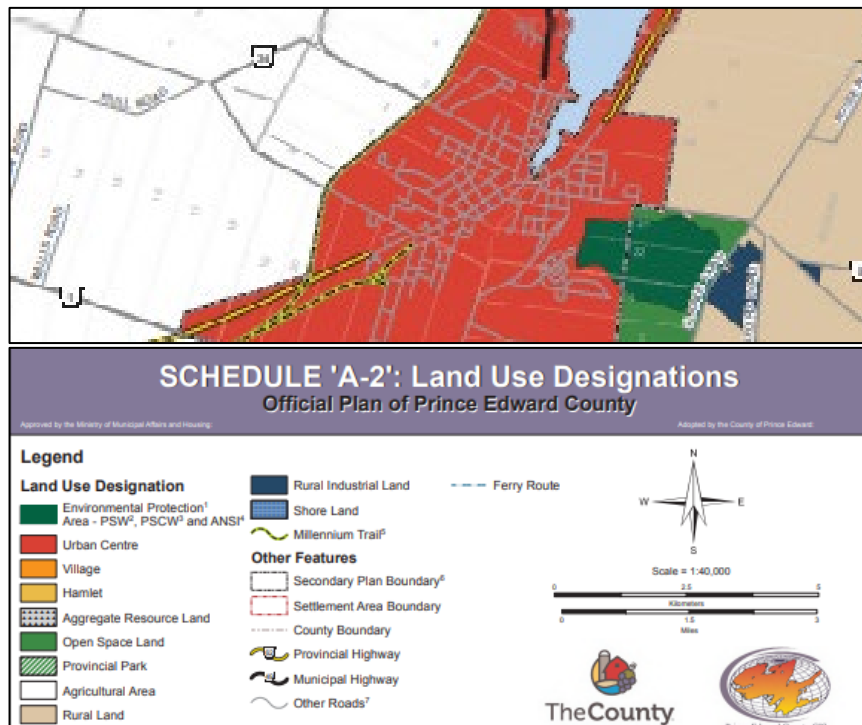 34
HULL ROAD
1
SCHEDULE 'A-2': Land Use Designations
Official Plan of Prince Edward County
Approved by the Ministry of Municipal Affairs and Housing:
Adopted by the County of Prince Edward:
Legend
Land Use Designation
Environmental Protection¹
Area - PSW², PSCW³ and ANSI⁴
Urban Centre
Village
Hamlet
Aggregate Resource Land
Open Space Land
Provincial Park
Agricultural Area
Rural Land
Rural Industrial Land
Shore Land
Millennium Trail⁵
Other Features
Secondary Plan Boundary⁶
Settlement Area Boundary
County Boundary
Provincial Highway
Municipal Highway
Other Roads⁷
Ferry Route
N
W
E
S
Scale = 1:40,000
0 2.5 5
Kilometers
0 1.5 3
Miles
TheCounty